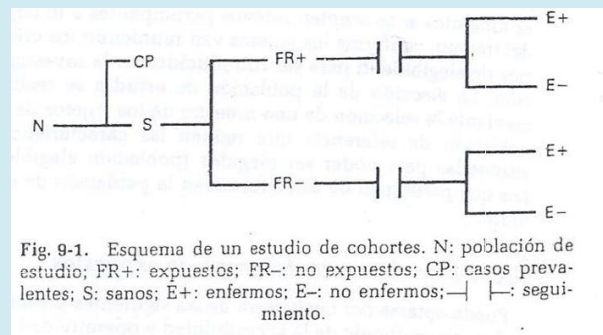 E+
CP
FR+
E–
N
S
E+
FR–
E–
Fig. 9-1. Esquema de un estudio de cohortes. N: población de
estudio; FR+: expuestos; FR–: no expuestos; CP: casos preva-
lentes; S: sanos; E+: enfermos; E–: no enfermos; —| |—: segui-
miento.